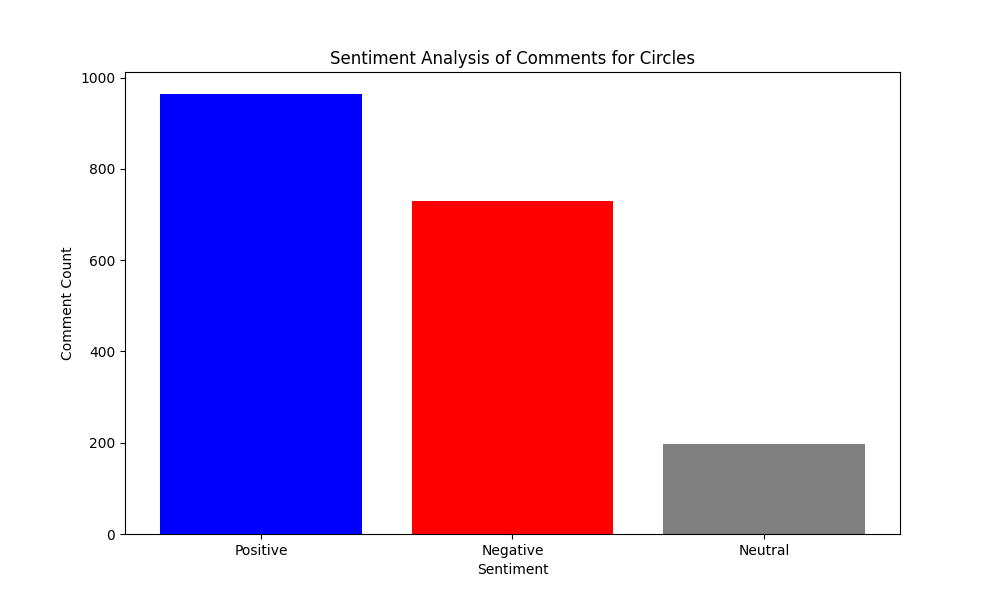 Sentiment Analysis of Comments for Circles
1000
800
600
400
200
0
Comment Count
Positive Negative Neutral
Sentiment